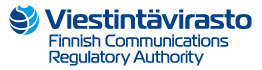 Viestintävirasto
Finnish Communications
Regulatory Authority